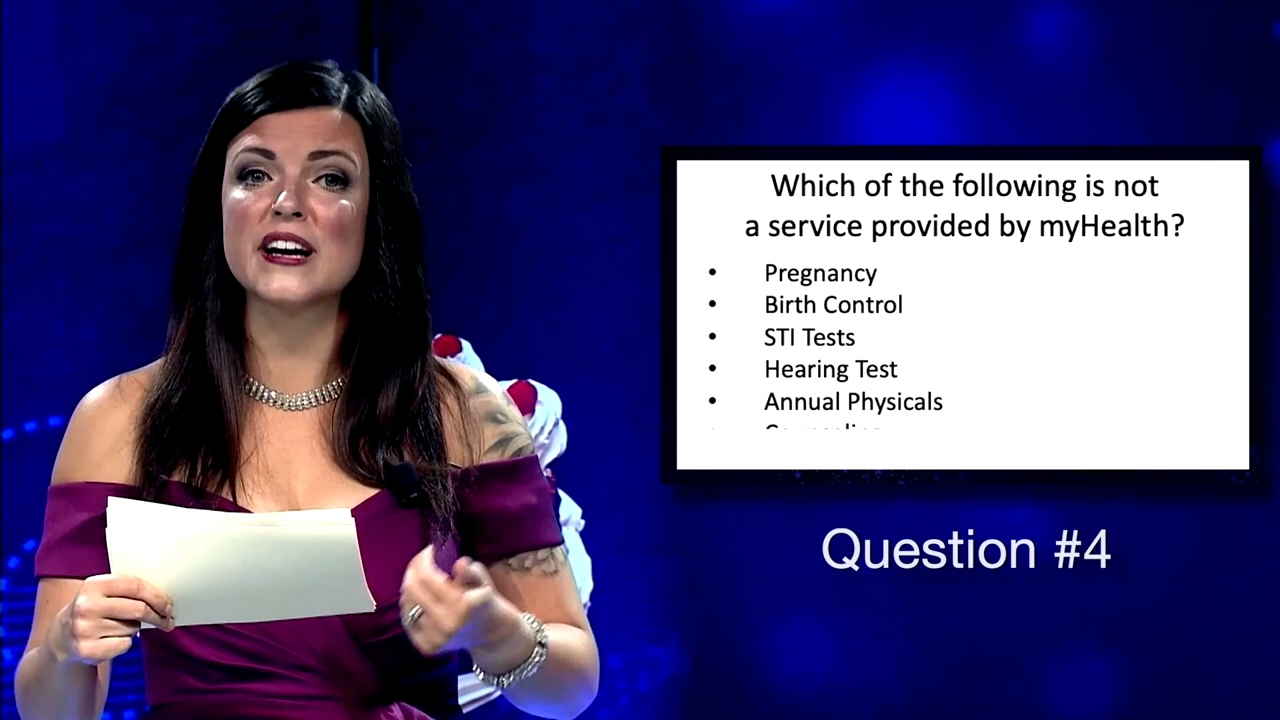 Which of the following is not
a service provided by myHealth?
• Pregnancy
• Birth Control
• STI Tests
• Hearing Test
• Annual Physicals
Question #4